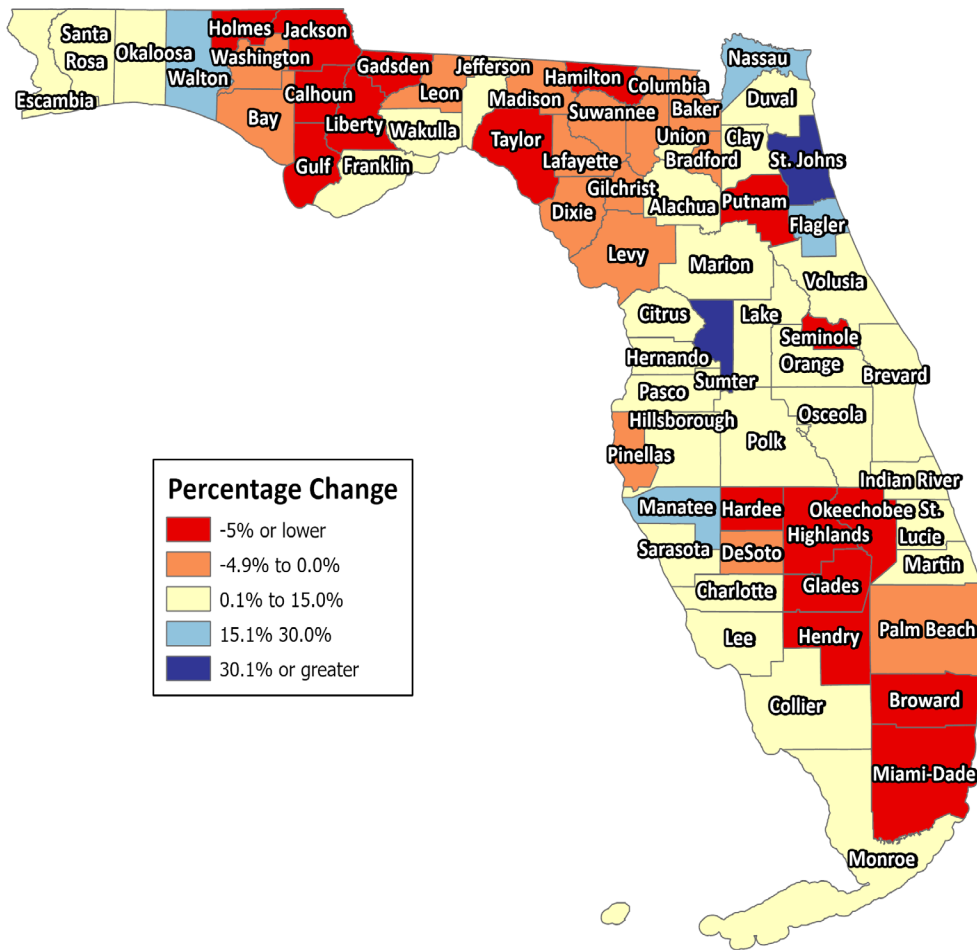 Santa
Rosa
Okaloosa
Escambia
Walton
Holmes
Jackson
Washington
Bay
Calhoun
Gulf
Gadsden
Liberty
Leon
Wakulla
Franklin
Jefferson
Madison
Taylor
Hamilton
Suwannee
Lafayette
Dixie
Columbia
Gilchrist
Levy
Baker
Union
Bradford
Alachua
Nassau
Duval
Clay
St. Johns
Putnam
Flagler
Marion
Volusia
Citrus
Lake
Hernando
Sumter
Seminole
Orange
Brevard
Pasco
Osceola
Hillsborough
Pinellas
Polk
Indian River
Manatee
Hardee
Okeechobee
St.
Lucie
Highlands
Sarasota
DeSoto
Martin
Charlotte
Glades
Lee
Hendry
Palm Beach
Collier
Broward
Miami-Dade
Monroe
Percentage Change
-5% or lower
-4.9% to 0.0%
0.1% to 15.0%
15.1% 30.0%
30.1% or greater